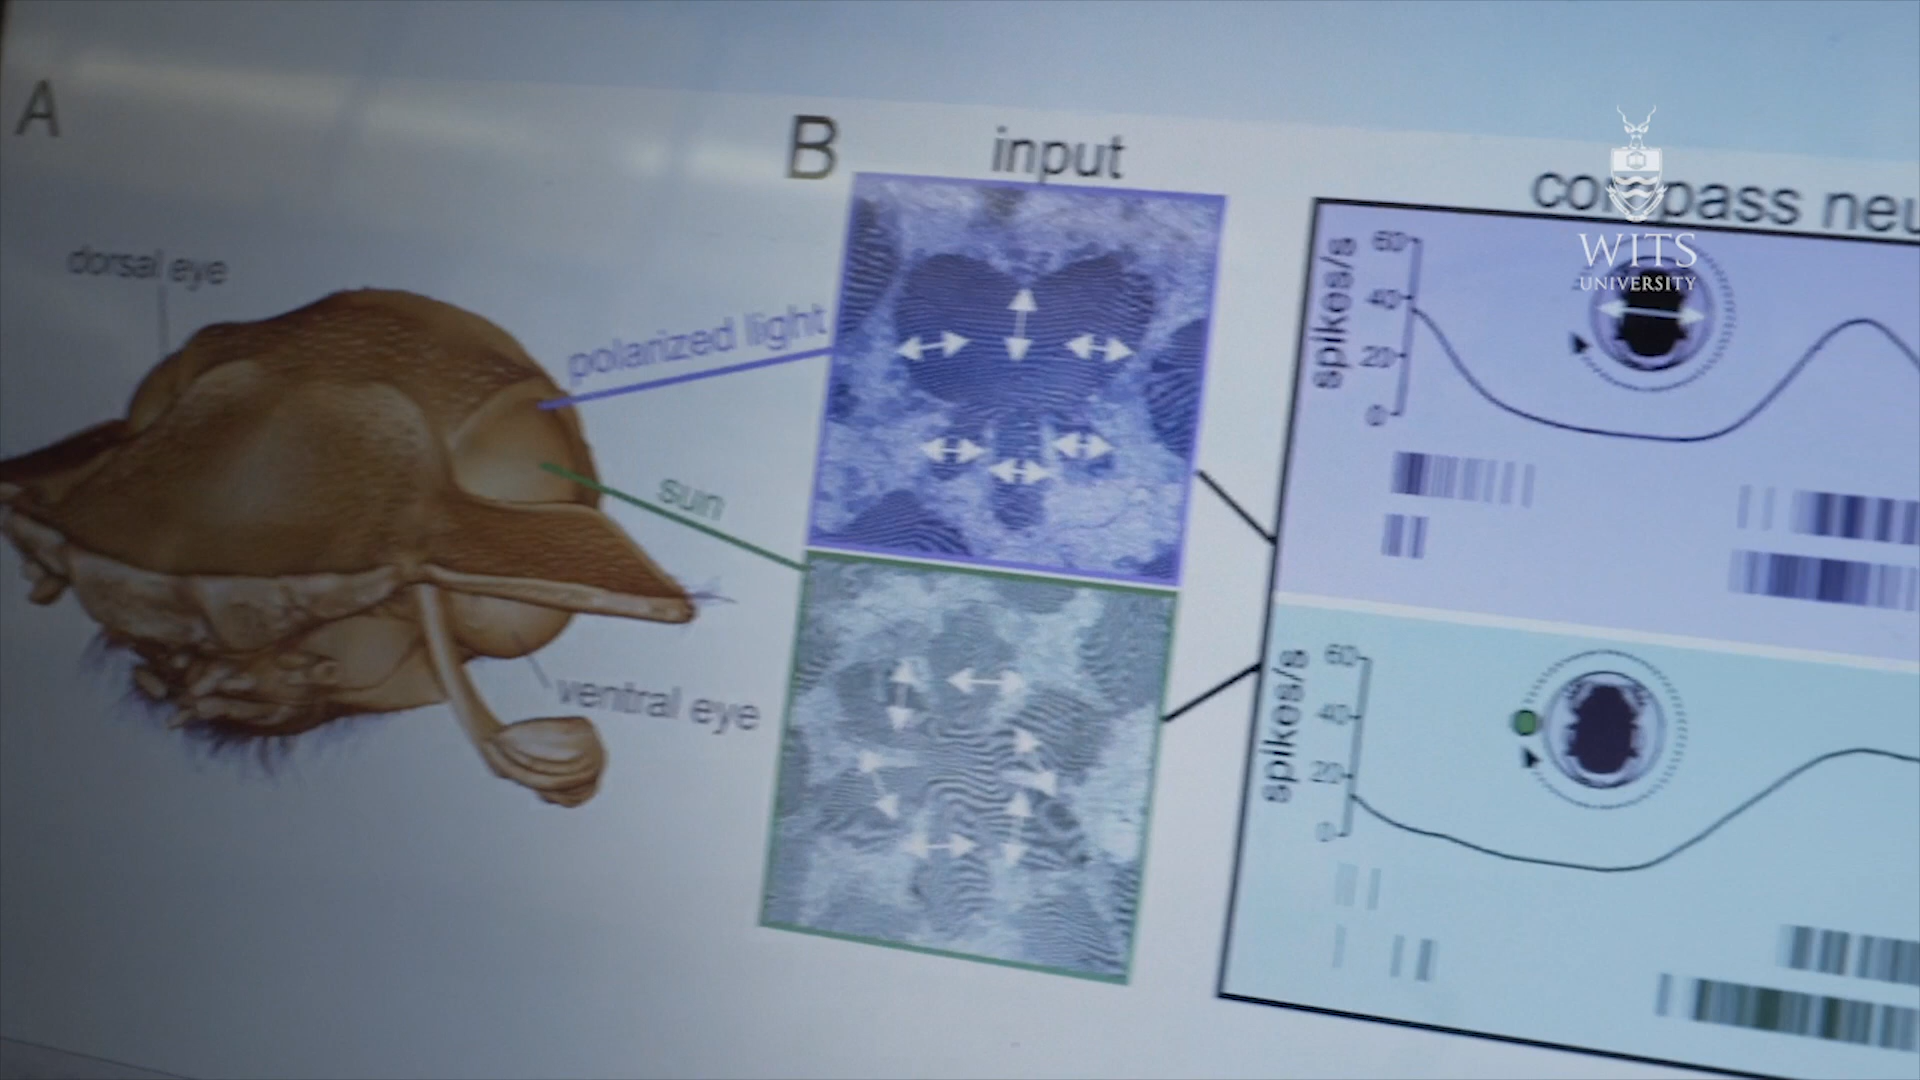 A
B
input
compass neu
dorsal eye
polarized light
sun
ventral eye
spikes/s
60
40
20
0
spikes/s
60
40
20
0
WITS
UNIVERSITY